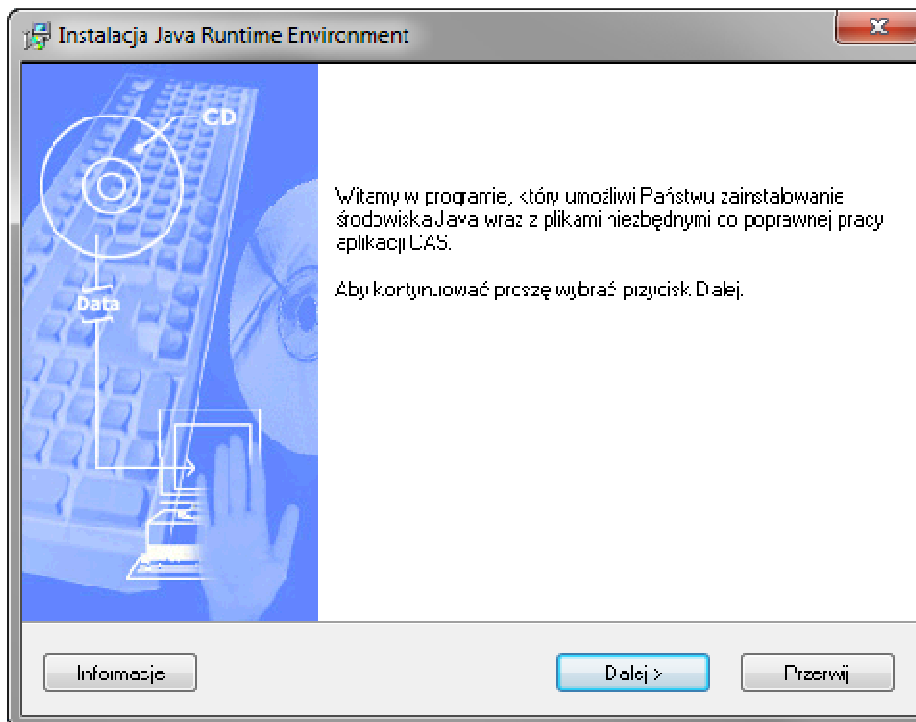 Instalacja Java Runtime Environment
CD
Data
Witamy w programie, który umożliwi Państwu zainstalowanie
środowiska Java wraz z plikami niezbędnymi do poprawnej pracy
aplikacji
Aby kontynuować proszę wybrać przycisk Dalej.
Informacje
Dalej >
Przerwij